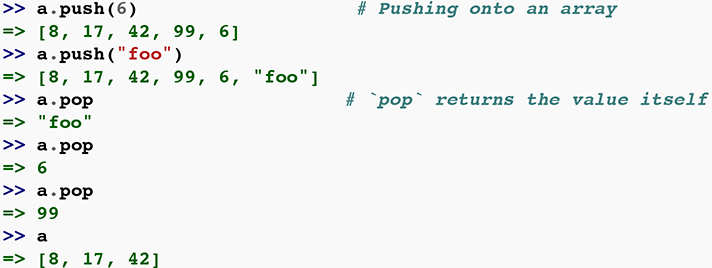 >> a.push(6)                      # Pushing onto an array
=> [8, 17, 42, 99, 6]
>> a.push("foo")
=> [8, 17, 42, 99, 6, "foo"]
>> a.pop                          # `pop` returns the value itself
=> "foo"
>> a.pop
=> 6
>> a.pop
=> 99
>> a
=> [8, 17, 42]